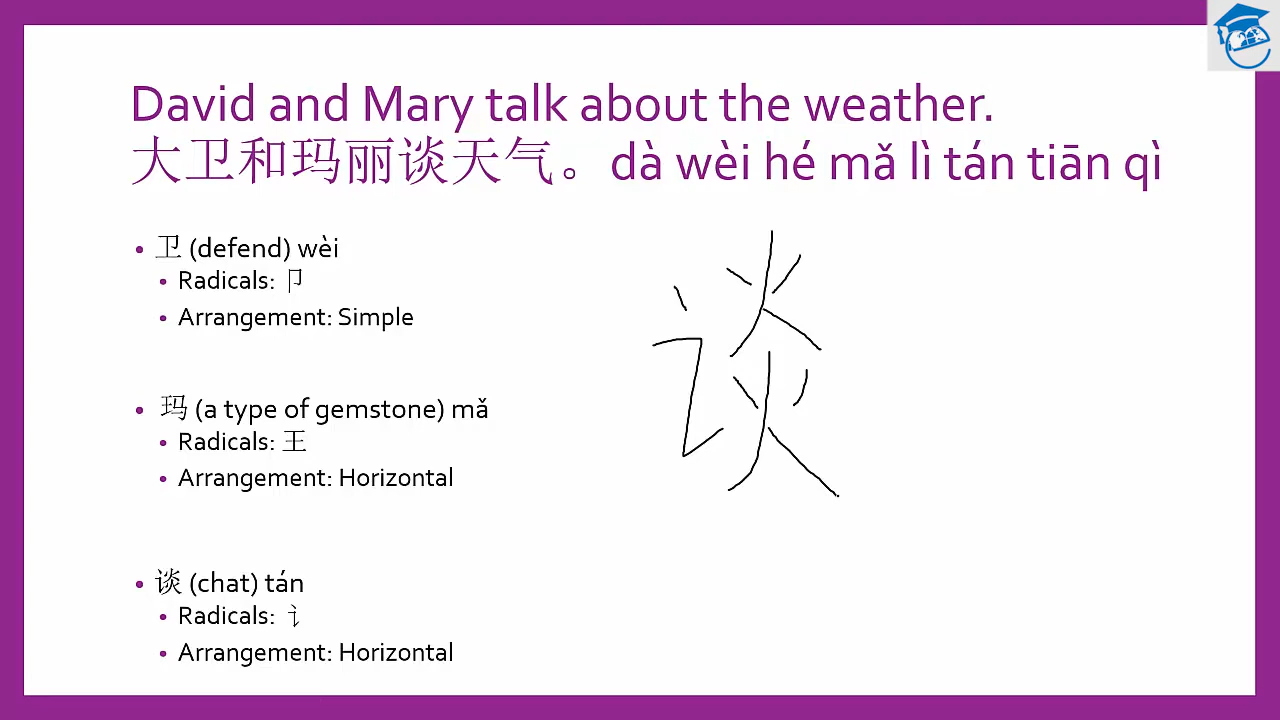 David and Mary talk about the weather.
大卫和玛丽谈天气。dà wèi hé mǎ lì tán tiān qì
• 卫 (defend) wèi
• Radicals: 卩
• Arrangement: Simple
• 玛 (a type of gemstone) mǎ
• Radicals: 王
• Arrangement: Horizontal
• 谈 (chat) tán
• Radicals: 讠
• Arrangement: Horizontal
谈